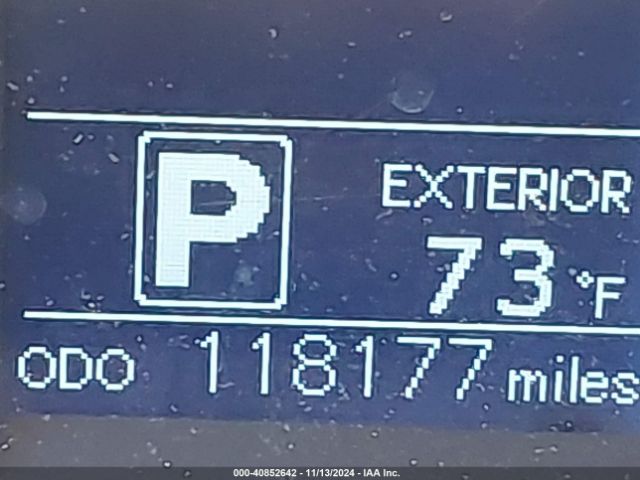 P
EXTERIOR
73 °F
ODO 118177 miles
000-40852642 - 11/13/2024 - IAA Inc.